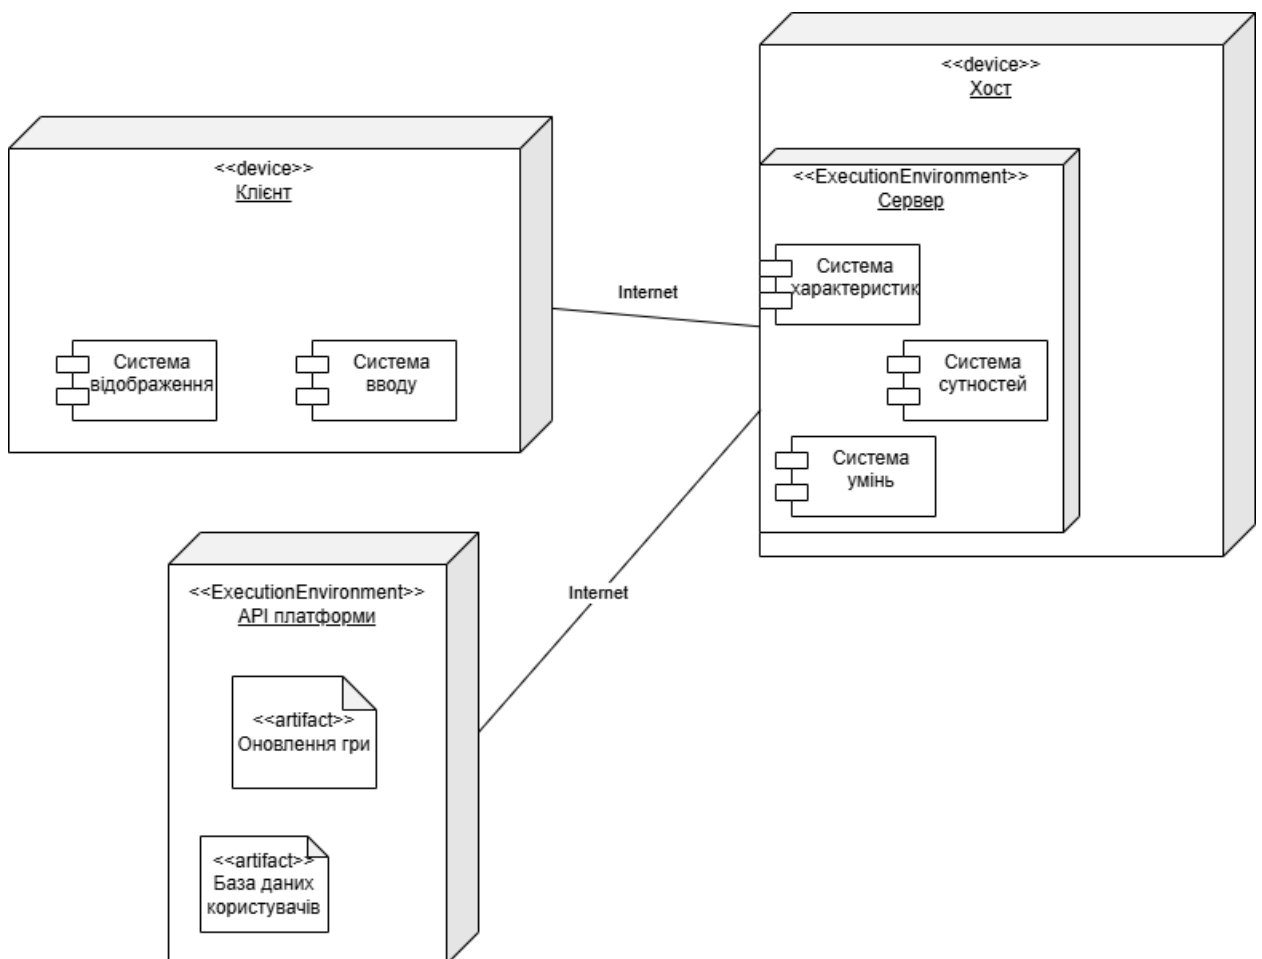 <<device>>
Хост
<<device>>
Клієнт
<<ExecutionEnvironment>>
Сервер
Система
характеристик
Internet
Система
відображення
Система
вводу
Система
сутностей
Система
умінь
Internet
<<ExecutionEnvironment>>
АРІ платформи
<<artifact>>
Оновлення гри
<<artifact>>
База даних
користувачів